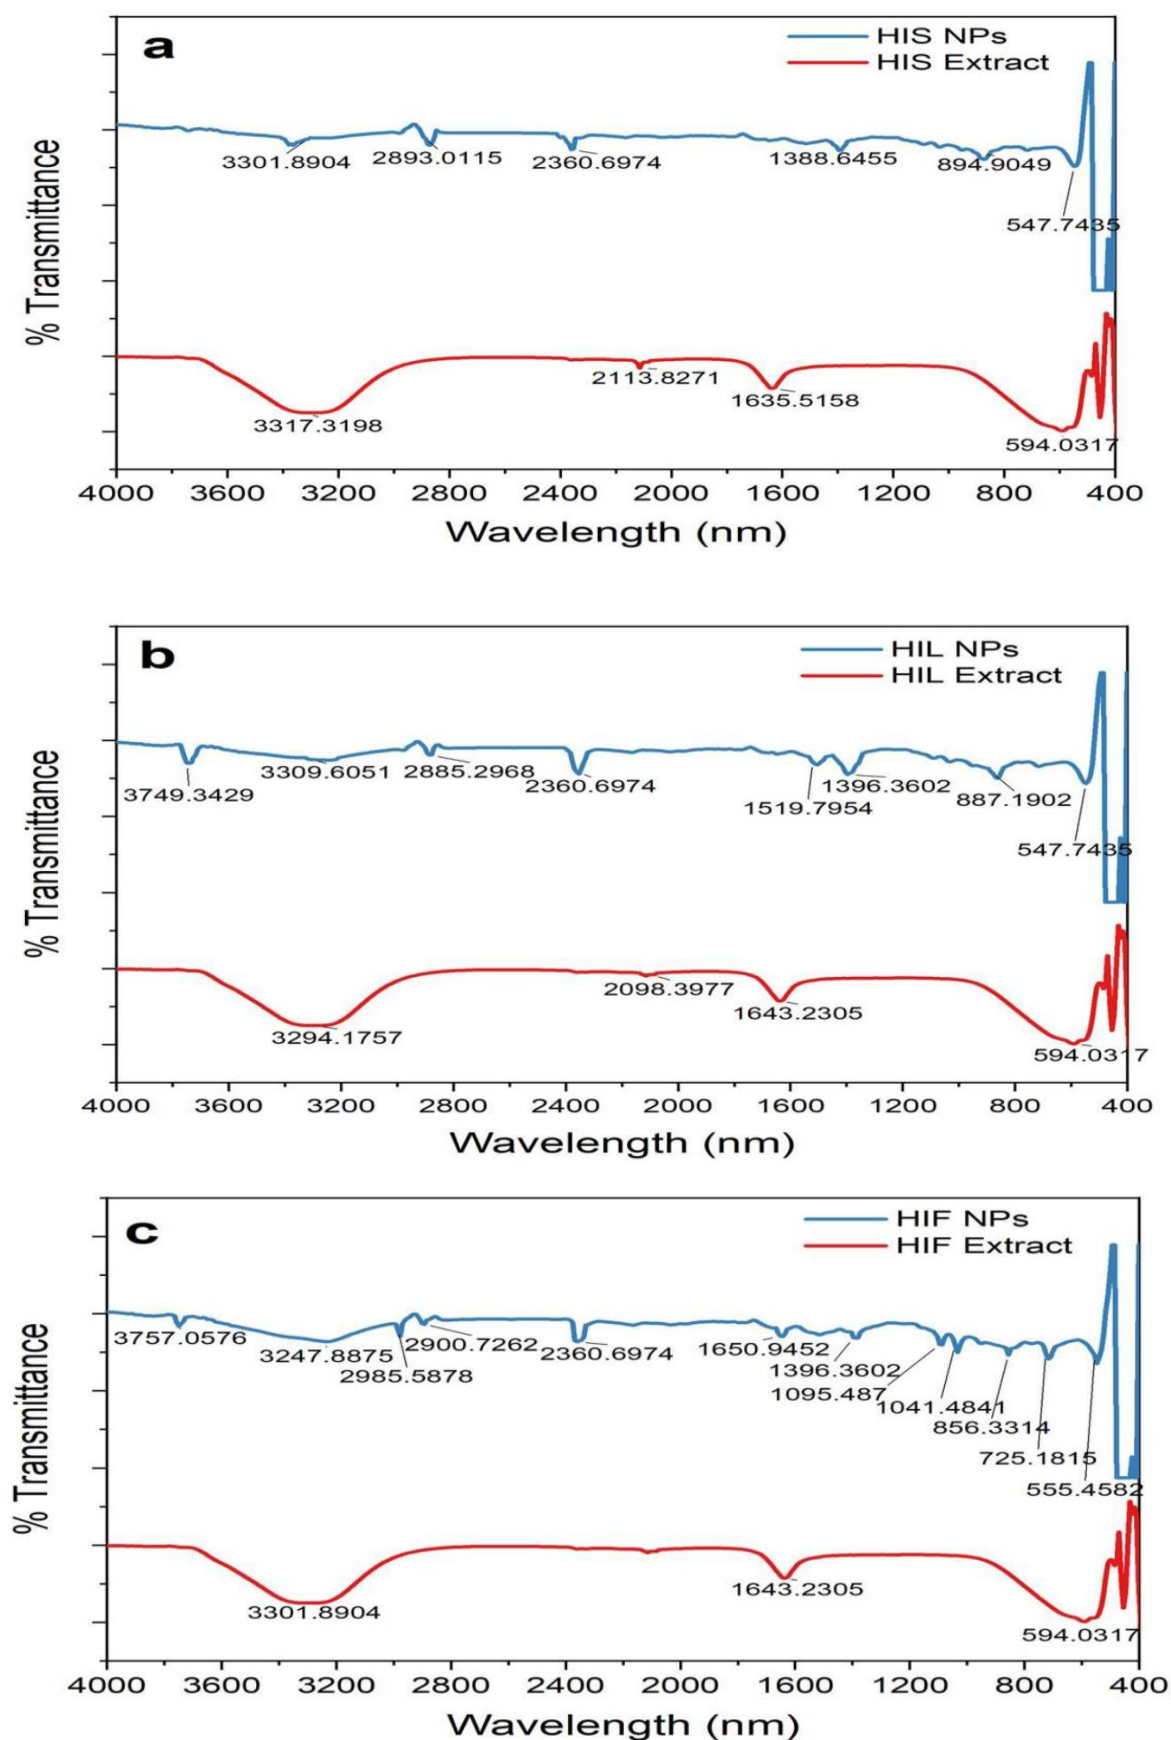 a
HIS NPs
HIS Extract
% Transmittance
3301.8904
2893.0115
2360.6974
1388.6455
894.9049
547.7435
3317.3198
2113.8271
1635.5158
594.0317
4000 3600 3200 2800 2400 2000 1600 1200 800 400
Wavelength (nm)
b
HIL NPs
HIL Extract
% Transmittance
3749.3429
3309.6051
2885.2968
2360.6974
1519.7954
1396.3602
887.1902
547.7435
3294.1757
2098.3977
1643.2305
594.0317
4000 3600 3200 2800 2400 2000 1600 1200 800 400
Wavelength (nm)
c
HIF NPs
HIF Extract
% Transmittance
3757.0576
3247.8875
2985.5878
2900.7262
2360.6974
1650.9452
1396.3602
1095.487
1041.4841
856.3314
725.1815
555.4582
3301.8904
1643.2305
594.0317
4000 3600 3200 2800 2400 2000 1600 1200 800 400
Wavelength (nm)